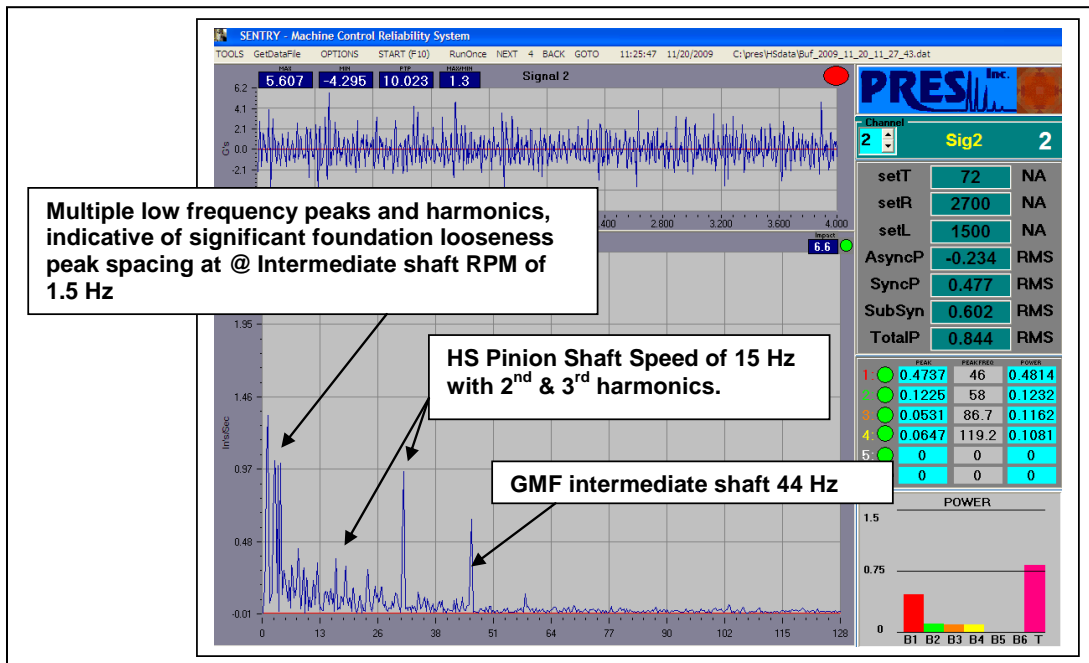 SENTRY - Machine Control Reliability System
TOOLS GetDataFile OPTIONS START (F10) RunOnce NEXT 4 BACK GOTO 11:25:47 11/20/2009 C:\pres\HSdata\Buf_2009_11_20_11_27_43.dat
MAX MIN PTP MAX/MIN
5.607 -4.295 10.023 1.3 Signal 2
6.2
4.1
2.1
0.0
-2.1
G's
400 2.800 3.200 3.600 4.000
Impact
6.6
Multiple low frequency peaks and harmonics,
indicative of significant foundation looseness
peak spacing at @ Intermediate shaft RPM of
1.5 Hz
HS Pinion Shaft Speed of 15 Hz
with 2nd & 3rd harmonics.
GMF intermediate shaft 44 Hz
1.95
1.46
0.97
0.48
-0.01
In's/Sec
0 13 26 38 51 64 77 90 102 115 128
PRES Inc.
Channel
2 Sig2 2
setT 72 NA
setR 2700 NA
setL 1500 NA
AsyncP -0.234 RMS
SyncP 0.477 RMS
SubSyn 0.602 RMS
TotalP 0.844 RMS
PEAK PEAK FREQ POWER
1: 0.4737 46 0.4814
2: 0.1225 58 0.1232
3: 0.0531 86.7 0.1162
4: 0.0647 119.2 0.1081
5: 0 0 0
0 0 0
POWER
1.5
0.75
0
B1 B2 B3 B4 B5 B6 T